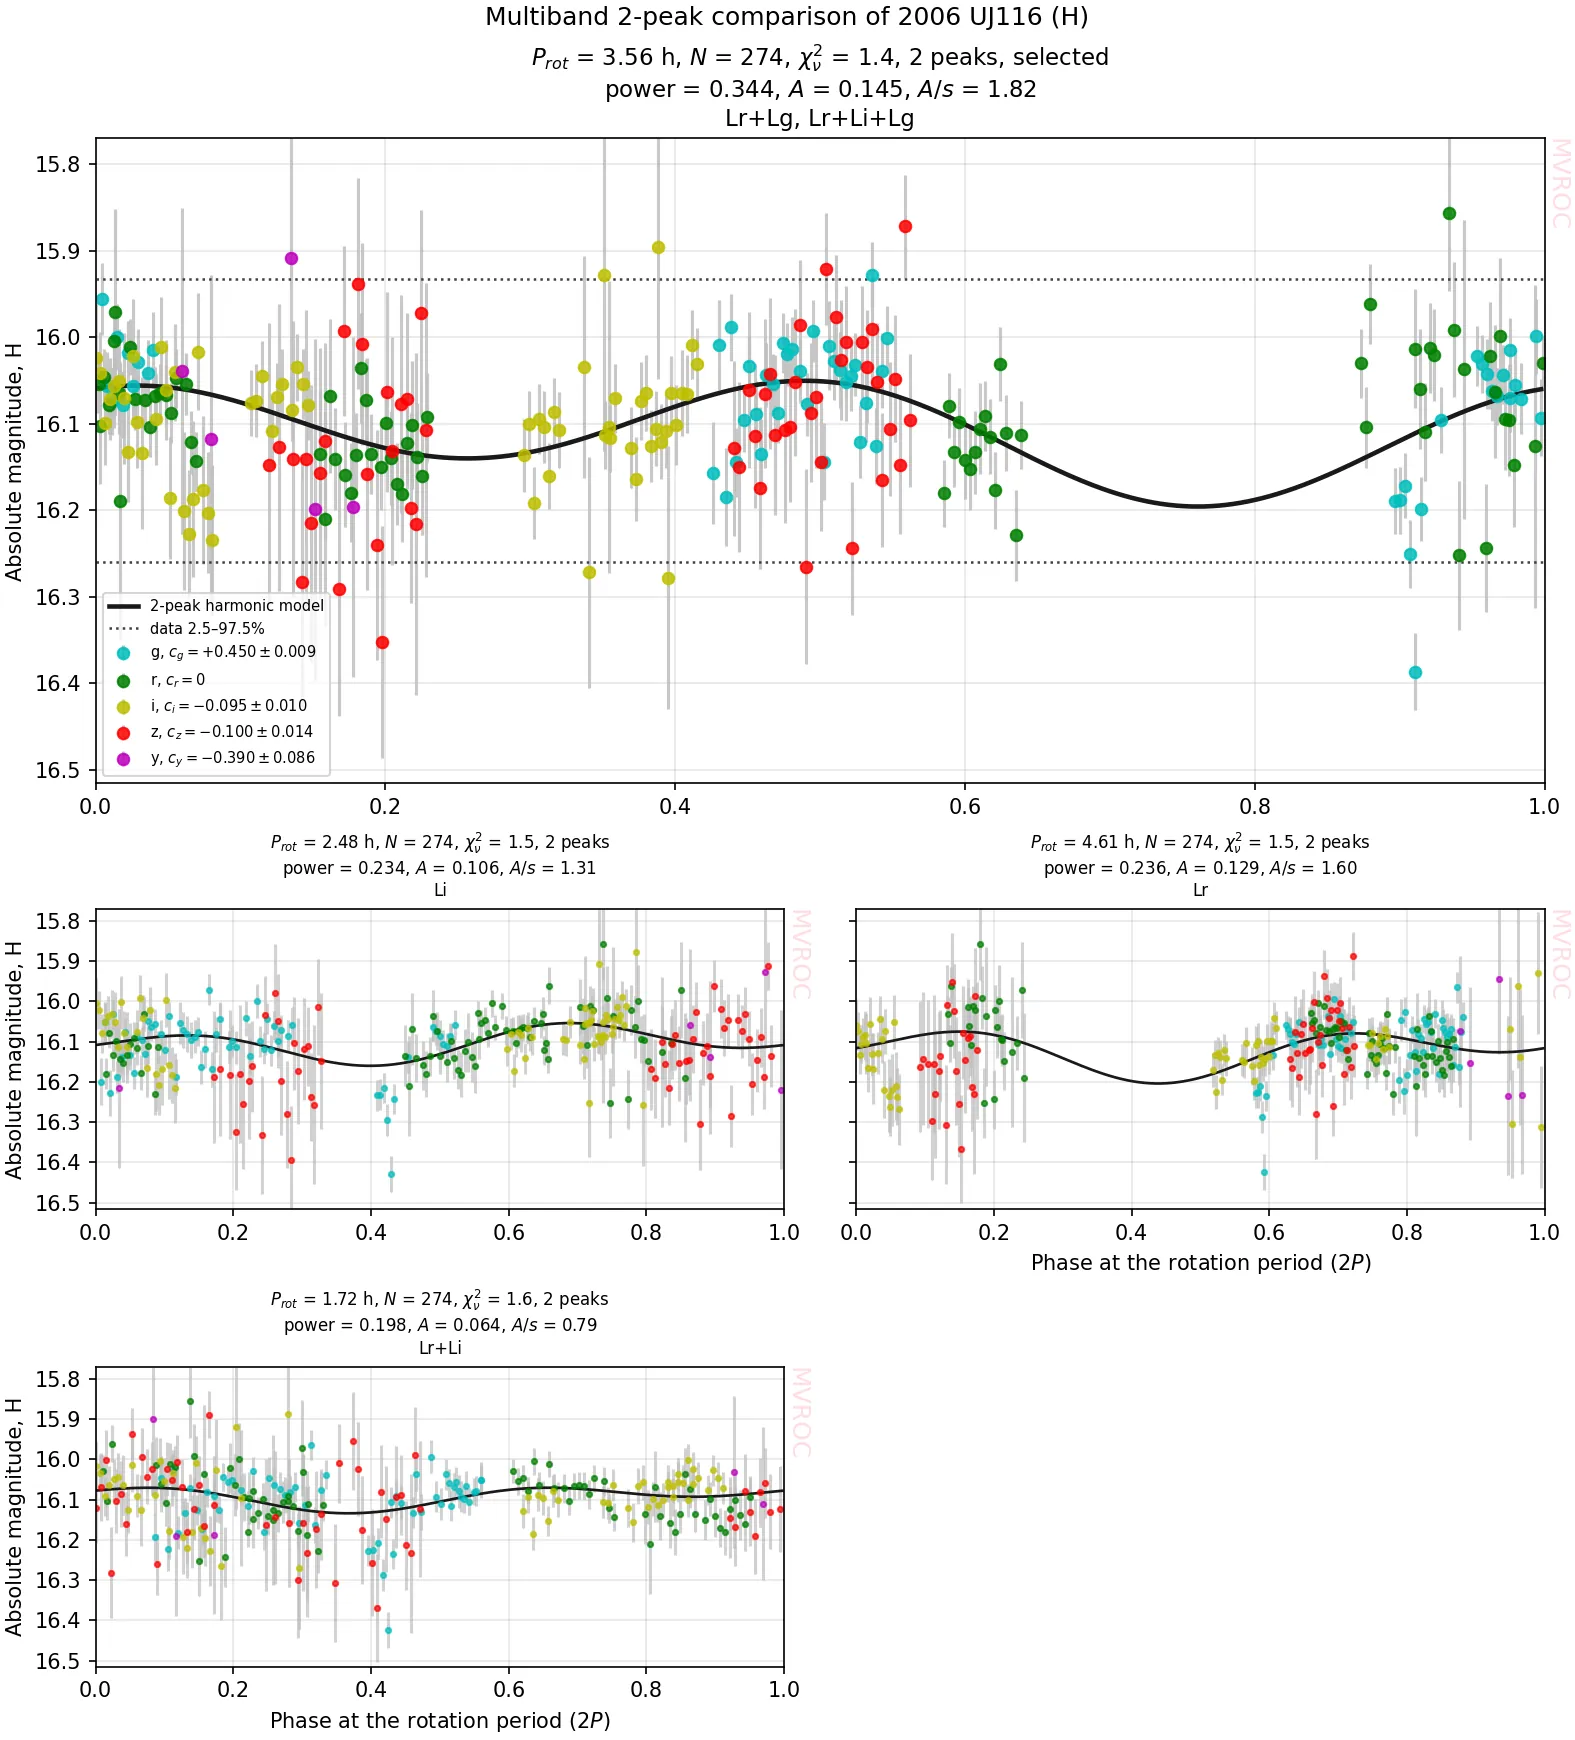 Multiband 2-peak comparison of 2006 UJ116 (H)
P_rot = 3.56 h, N = 274, χ²_ν = 1.4, 2 peaks, selected
power = 0.344, A = 0.145, A/s = 1.82
Lr+Lg, Lr+Li+Lg
MVROC
Absolute magnitude, H
15.8
15.9
16.0
16.1
16.2
16.3
16.4
16.5
2-peak harmonic model
data 2.5–97.5%
g, c_g = +0.450 ± 0.009
r, c_r = 0
i, c_i = −0.095 ± 0.010
z, c_z = −0.100 ± 0.014
y, c_y = −0.390 ± 0.086
0.0 0.2 0.4 0.6 0.8 1.0
P_rot = 2.48 h, N = 274, χ²_ν = 1.5, 2 peaks
power = 0.234, A = 0.106, A/s = 1.31
Li
MVROC
Absolute magnitude, H
15.8
15.9
16.0
16.1
16.2
16.3
16.4
16.5
0.0 0.2 0.4 0.6 0.8 1.0
P_rot = 4.61 h, N = 274, χ²_ν = 1.5, 2 peaks
power = 0.236, A = 0.129, A/s = 1.60
Lr
MVROC
0.0 0.2 0.4 0.6 0.8 1.0
Phase at the rotation period (2P)
P_rot = 1.72 h, N = 274, χ²_ν = 1.6, 2 peaks
power = 0.198, A = 0.064, A/s = 0.79
Lr+Li
MVROC
Absolute magnitude, H
15.8
15.9
16.0
16.1
16.2
16.3
16.4
16.5
0.0 0.2 0.4 0.6 0.8 1.0
Phase at the rotation period (2P)